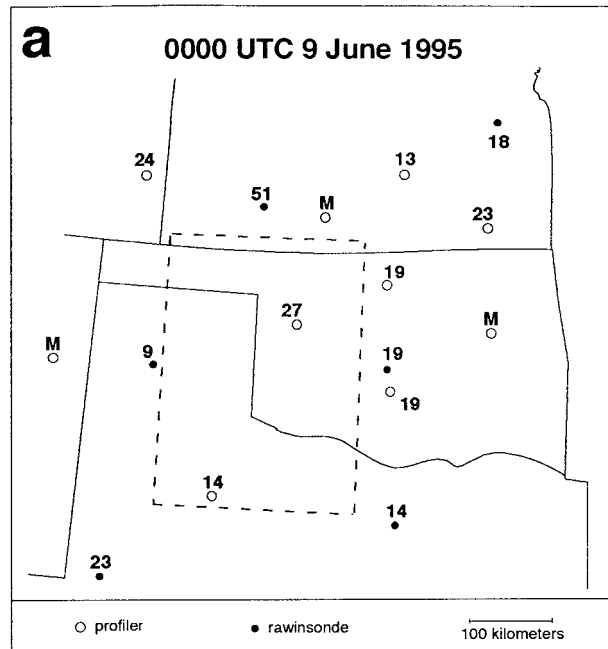 a
0000 UTC 9 June 1995
18
24
13
51
M
23
19
27
M
M
9
19
19
14
14
23
profiler
rawinsonde
100 kilometers